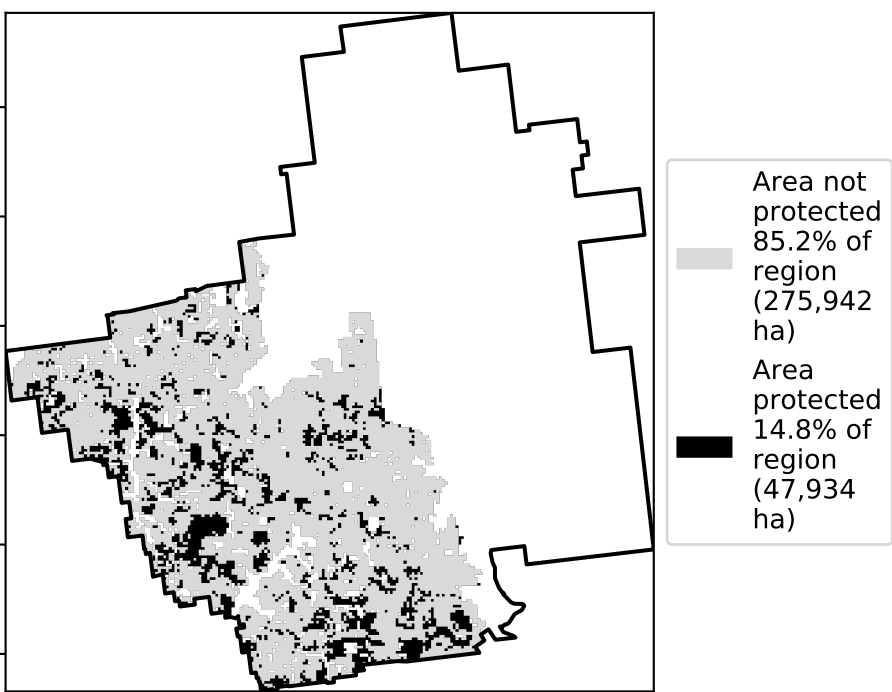 Area not
protected
85.2% of
region
(275,942
ha)
Area
protected
14.8% of
region
(47,934
ha)